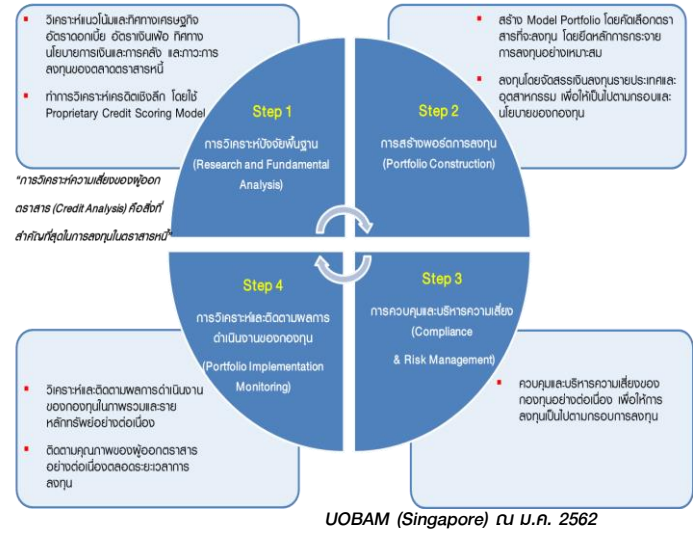 วิเคราะห์แนวโน้มและทิศทางเศรษฐกิจ
อัตราดอกเบี้ย อัตราเงินเฟ้อ ทิศทาง
นโยบายการเงินและการคลัง และภาวะการ
ลงทุนของตลาดตราสารหนี้
ทำการวิเคราะห์เครดิตเชิงลึก โดยใช้
Proprietary Credit Scoring Model
"การวิเคราะห์ความเสี่ยงของผู้ออก
ตราสาร (Credit Analysis) คือสิ่งที่
สำคัญที่สุดในการลงทุนในตราสารหนี้"
Step 1
การวิเคราะห์ปัจจัยพื้นฐาน
(Research and Fundamental
Analysis)
สร้าง Model Portfolio โดยคัดเลือกตรา
สารที่จะลงทุน โดยยึดหลักการกระจาย
การลงทุนอย่างเหมาะสม
ลงทุนโดยจัดสรรเงินลงทุนรายประเทศและ
อุตสาหกรรม เพื่อให้เป็นไปตามกรอบและ
นโยบายของกองทุน
Step 2
การสร้างพอร์ตการลงทุน
(Portfolio Construction)
Step 3
การควบคุมและบริหารความเสี่ยง
(Compliance
& Risk Management)
ควบคุมและบริหารความเสี่ยงของ
กองทุนอย่างต่อเนื่อง เพื่อให้การ
ลงทุนเป็นไปตามกรอบการลงทุน
Step 4
การวิเคราะห์และติดตามผลการ
ดำเนินงานของกองทุน
(Portfolio Implementation
Monitoring)
วิเคราะห์และติดตามผลการดำเนินงาน
ของกองทุนในภาพรวมและราย
หลักทรัพย์อย่างต่อเนื่อง
ติดตามคุณภาพของผู้ออกตราสาร
อย่างต่อเนื่องตลอดระยะเวลาการ
ลงทุน
UOBAM (Singapore) ณ ม.ค. 2562